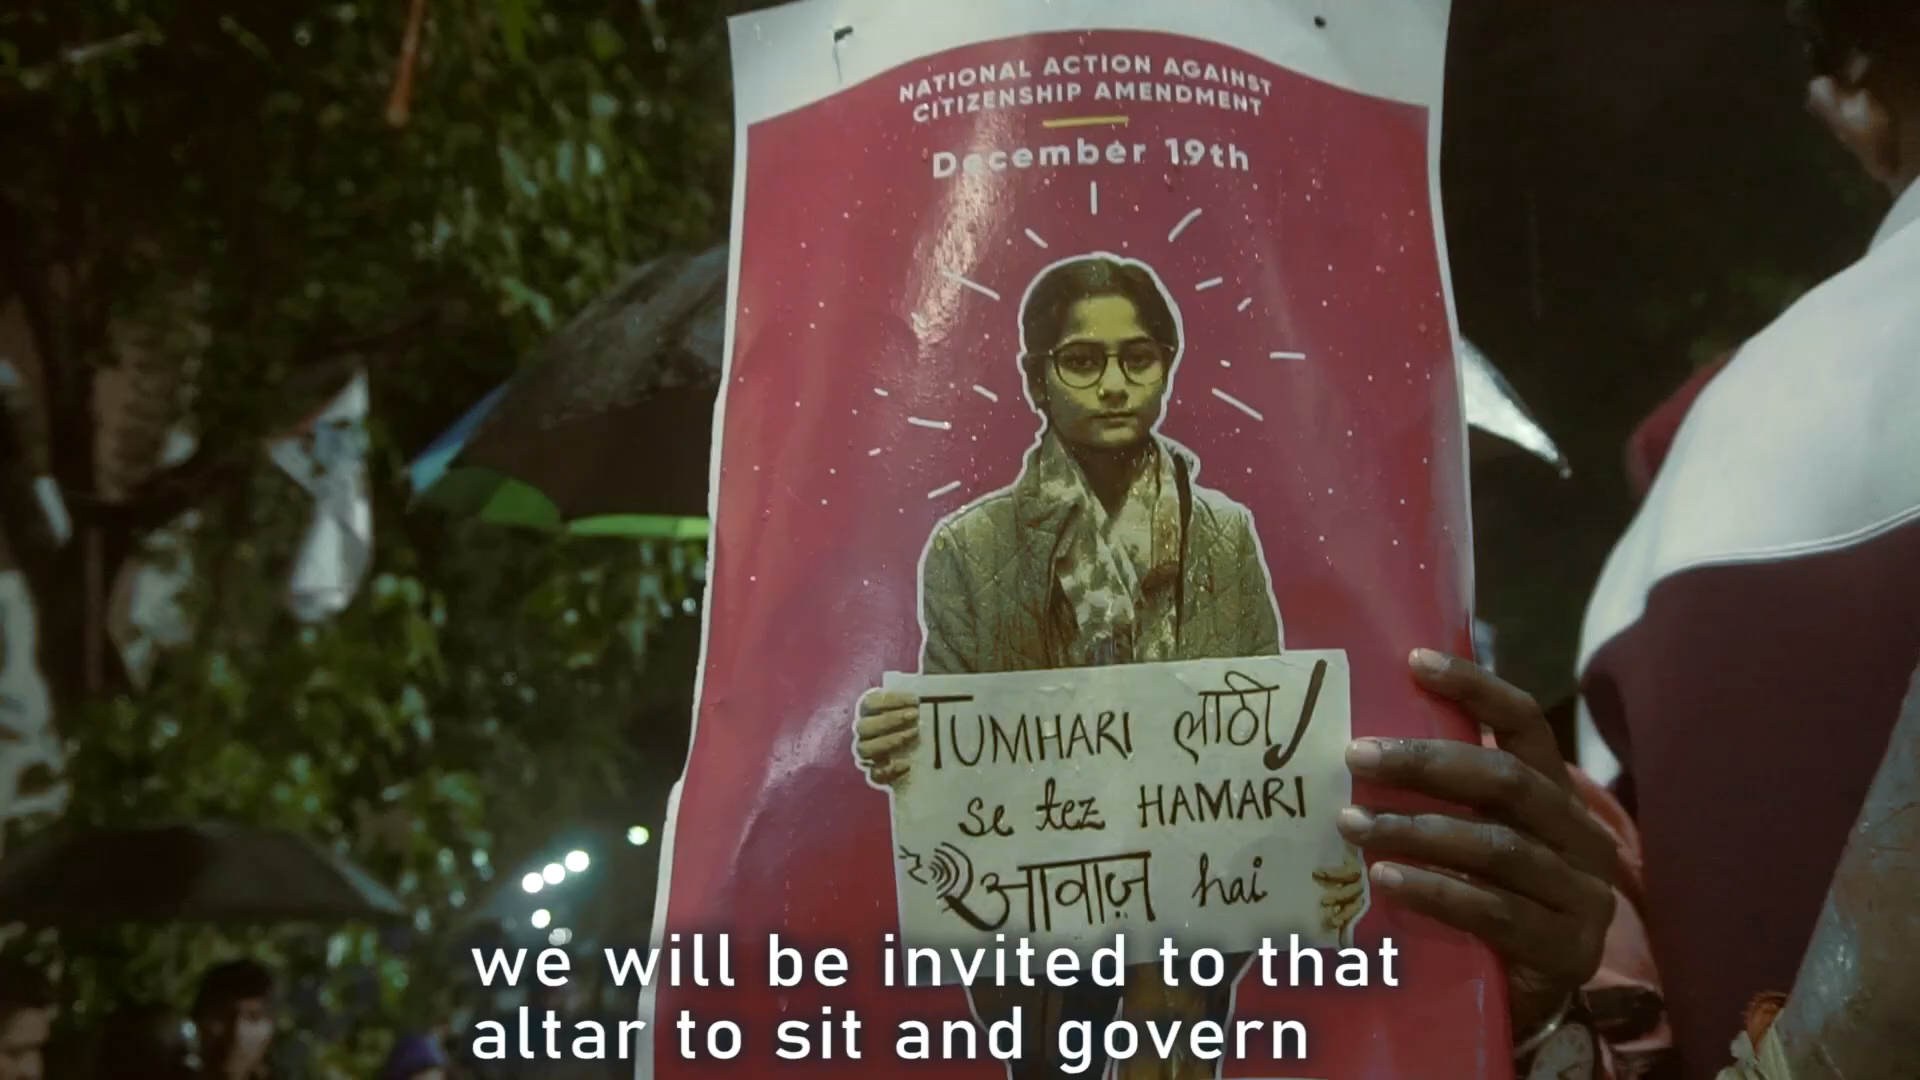 NATIONAL ACTION AGAINST
CITIZENSHIP AMENDMENT
December 19th
TUMHARI लाठी
se tez HAMARI
आवाज़ hai
we will be invited to that
altar to sit and govern